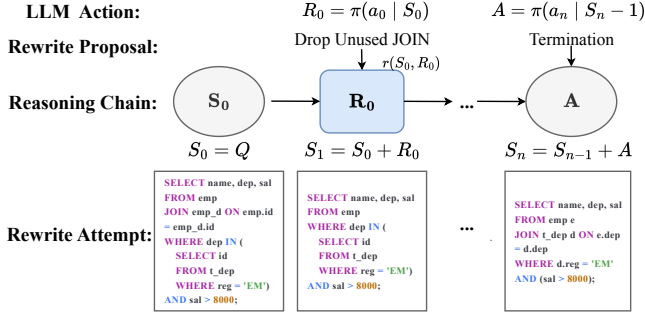 LLM Action: R₀ = π(a₀ | S₀) A = π(aₙ | Sₙ − 1)
Rewrite Proposal: Drop Unused JOIN Termination
r(S₀, R₀)
Reasoning Chain: S₀ R₀ ... A
S₀ = Q S₁ = S₀ + R₀ Sₙ = Sₙ₋₁ + A
Rewrite Attempt:
SELECT name, dep, sal
FROM emp
JOIN emp_d ON emp.id
= emp_d.id
WHERE dep IN (
SELECT id
FROM t_dep
WHERE reg = 'EM')
AND sal > 8000;
SELECT name, dep, sal
FROM emp
WHERE dep IN (
SELECT id
FROM t_dep
WHERE reg = 'EM')
AND sal > 8000;
...
SELECT name, dep, sal
FROM emp e
JOIN t_dep d ON e.dep
= d.dep
WHERE d.reg = 'EM'
AND (sal > 8000);